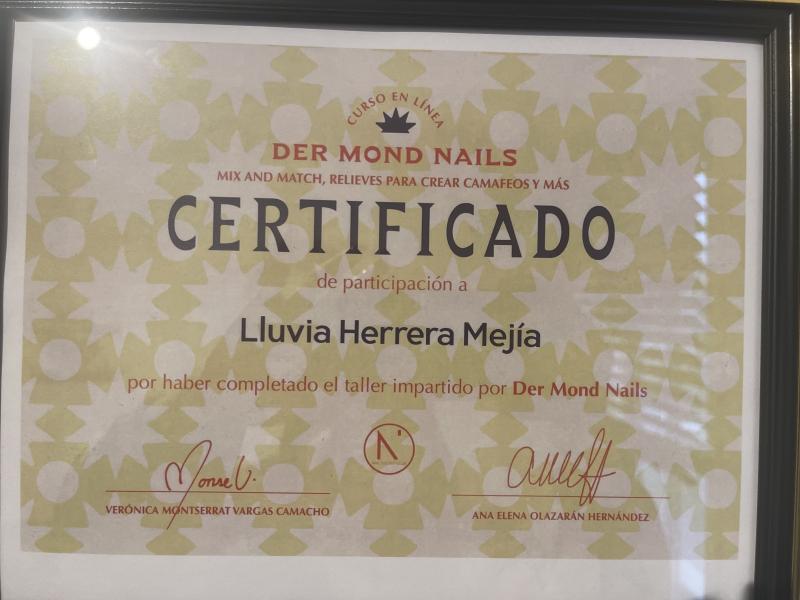 CURSO EN LÍNEA
DER MOND NAILS
MIX AND MATCH, RELIEVES PARA CREAR CAMAFEOS Y MÁS
CERTIFICADO
de participación a
Lluvia Herrera Mejía
por haber completado el taller impartido por Der Mond Nails
Monse V.
VERÓNICA MONTSERRAT VARGAS CAMACHO
ANA ELENA OLAZARÁN HERNÁNDEZ